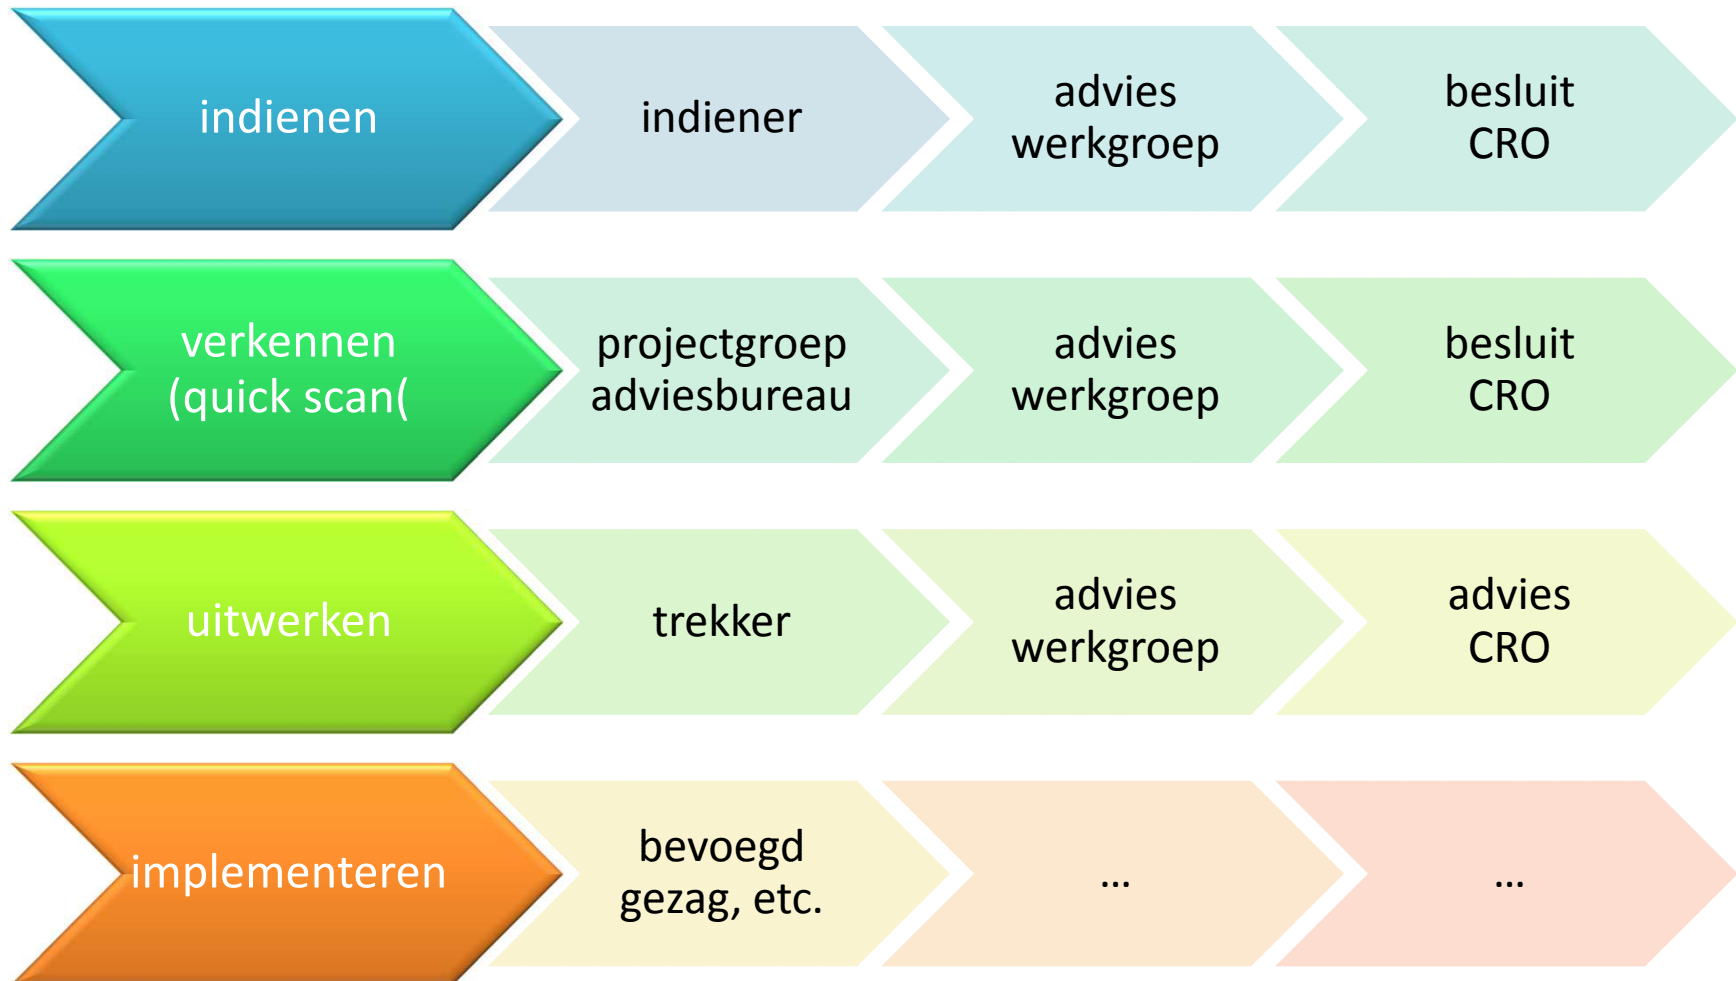 indienen
indiener
advies
werkgroep
besluit
CRO
verkennen
(quick scan(
projectgroep
adviesbureau
advies
werkgroep
besluit
CRO
uitwerken
trekker
advies
werkgroep
advies
CRO
implementeren
bevoegd
gezag, etc.
...
...